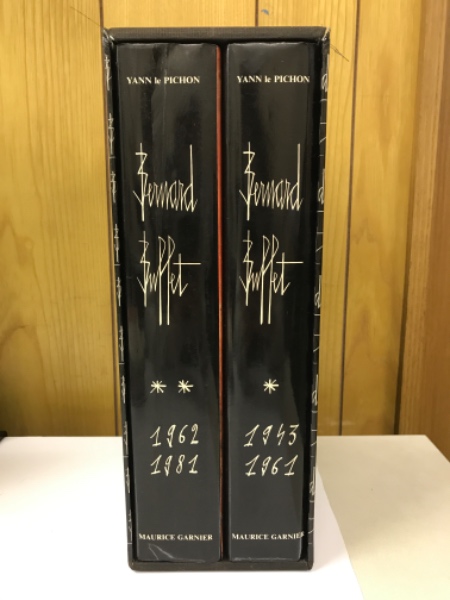 YANN le PICHON
Bernard
Buffet
* *
1962
1981
MAURICE GARNIER
YANN le PICHON
Bernard
Buffet
*
1943
1961
MAURICE GARNIER